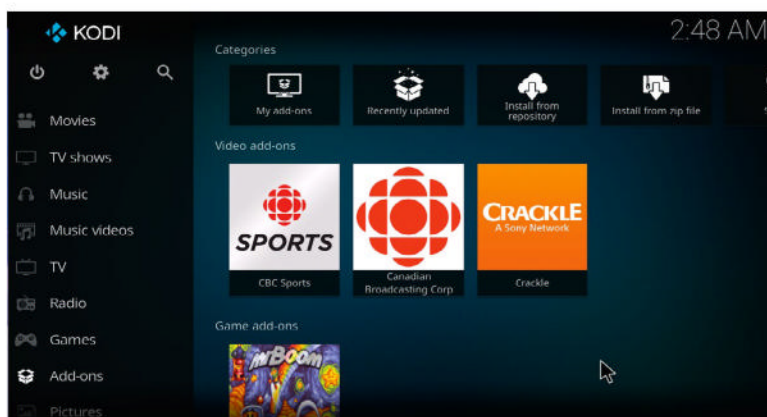 KODI
2:48 AM
Categories
My add-ons
Recently updated
Install from
repository
Install from zip file
Movies
TV shows
Music
Music videos
TV
Radio
Games
Add-ons
Pictures
Video add-ons
SPORTS
CRACKLE
A Sony Network
CBC Sports
Canadian
Broadcasting Corp
Crackle
Game add-ons
mrBoom